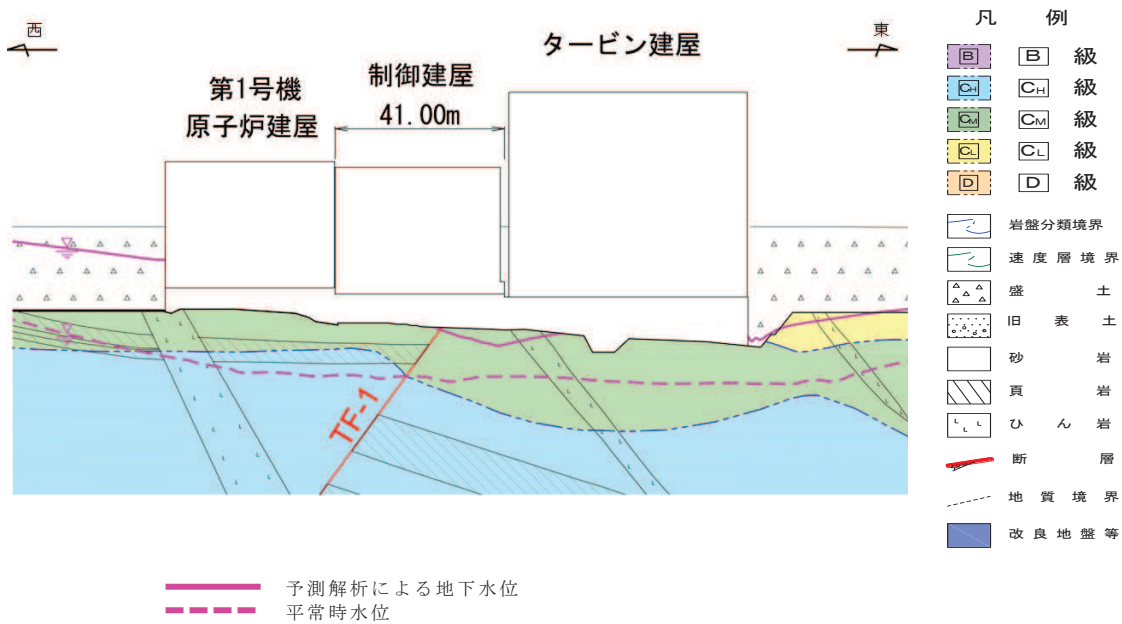 西
東
第1号機
原子炉建屋
制御建屋
41.00m
タービン建屋
TF-1
凡 例
B B 級
CH CH 級
CM CM 級
CL CL 級
D D 級
岩盤分類境界
速度層境界
盛土
旧表土
砂岩
頁岩
ひん岩
断層
地質境界
改良地盤等
予測解析による地下水位
平常時水位